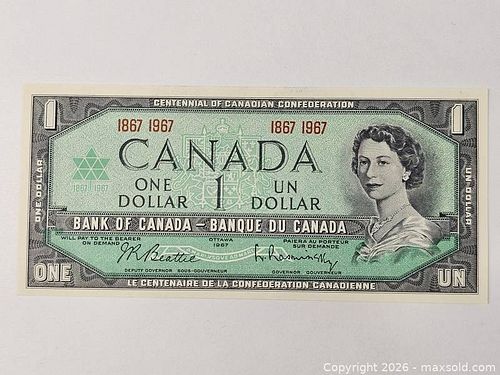 CENTENNIAL OF CANADIAN CONFEDERATION
1 1
1867 1967 1867 1967
CANADA
1867 1967
ONE 1 UN
DOLLAR DOLLAR
ONE DOLLAR
UN DOLLAR
BANK OF CANADA – BANQUE DU CANADA
WILL PAY TO THE BEARER OTTAWA PAIERA AU PORTEUR
ON DEMAND 1967 SUR DEMANDE
J R Beattie L Rasminsky
DEPUTY GOVERNOR SOUS-GOUVERNEUR GOVERNOR GOUVERNEUR
ONE UN
LE CENTENAIRE DE LA CONFÉDÉRATION CANADIENNE
Copyright 2026 - maxsold.com